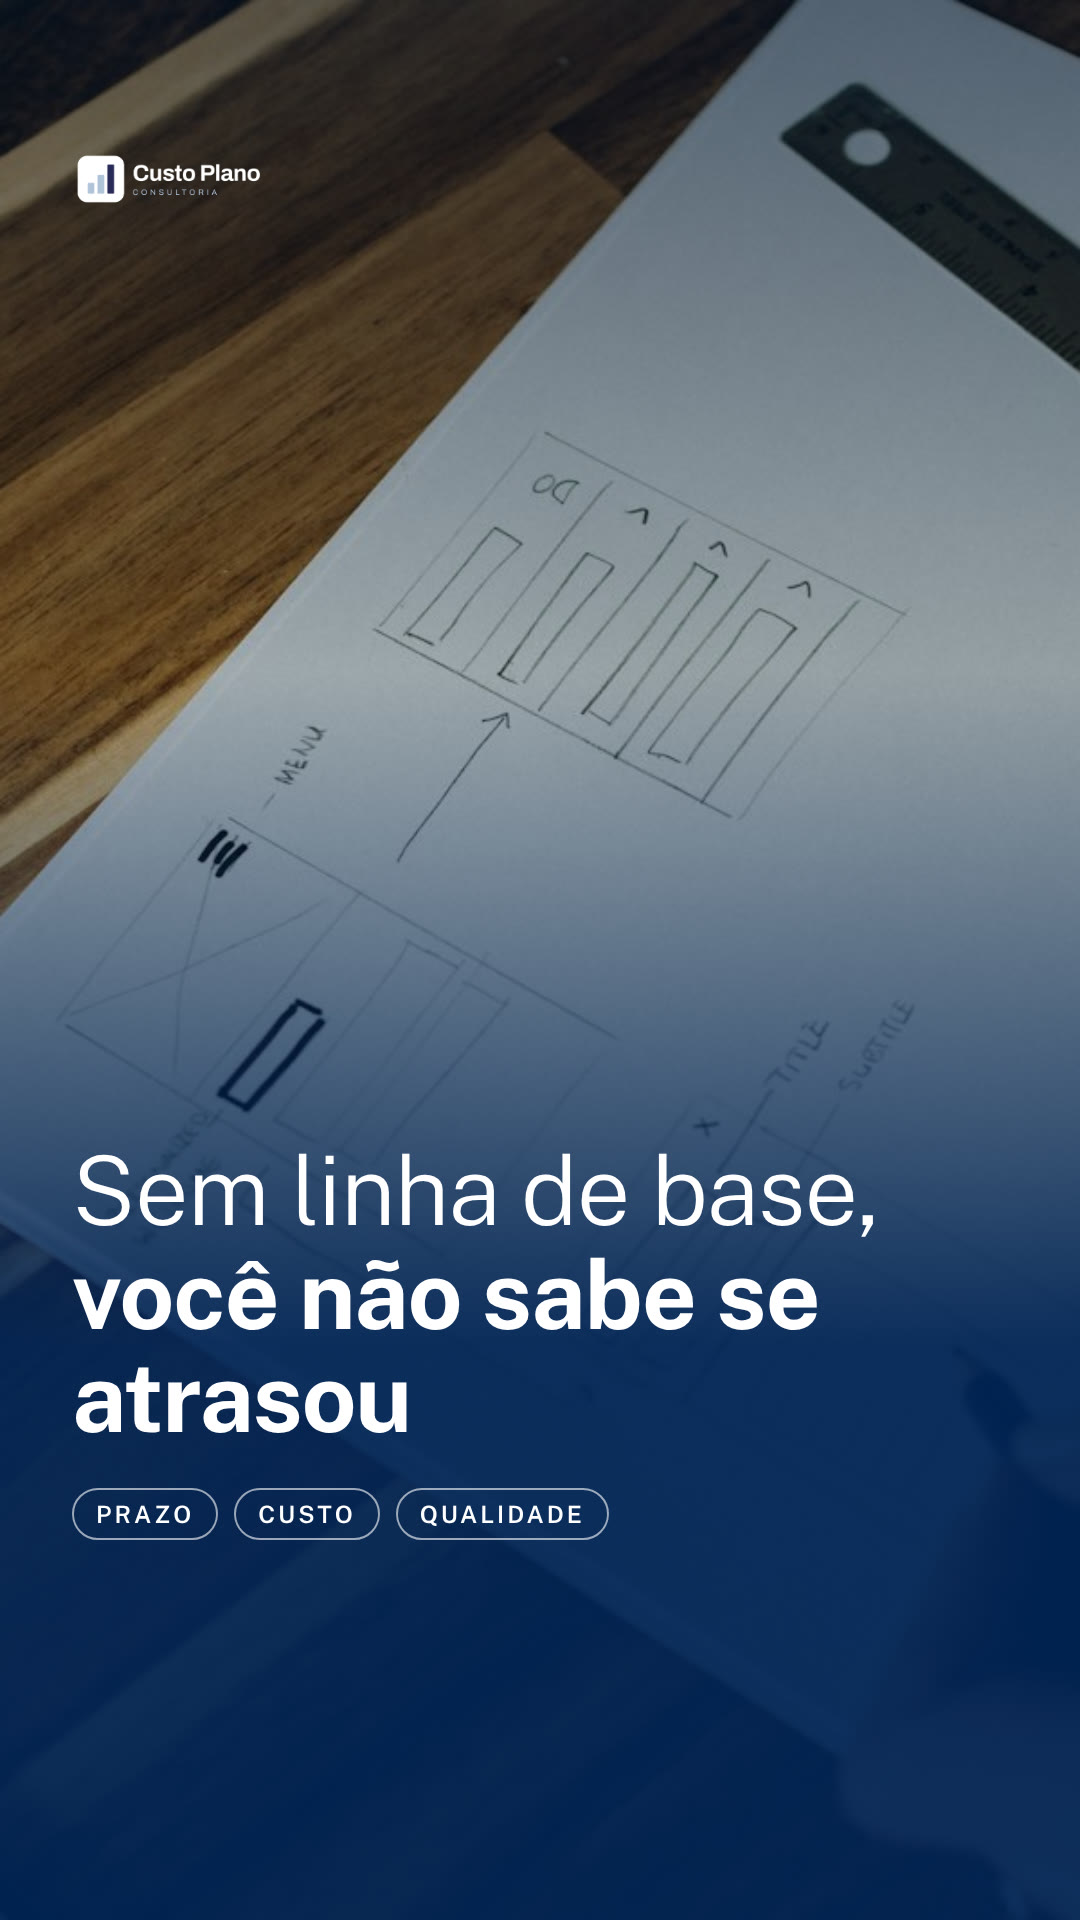 Custo Plano
CONSULTORIA
MENU
TITLE
SUBTITLE
Sem linha de base,
você não sabe se
atrasou
PRAZO
CUSTO
QUALIDADE